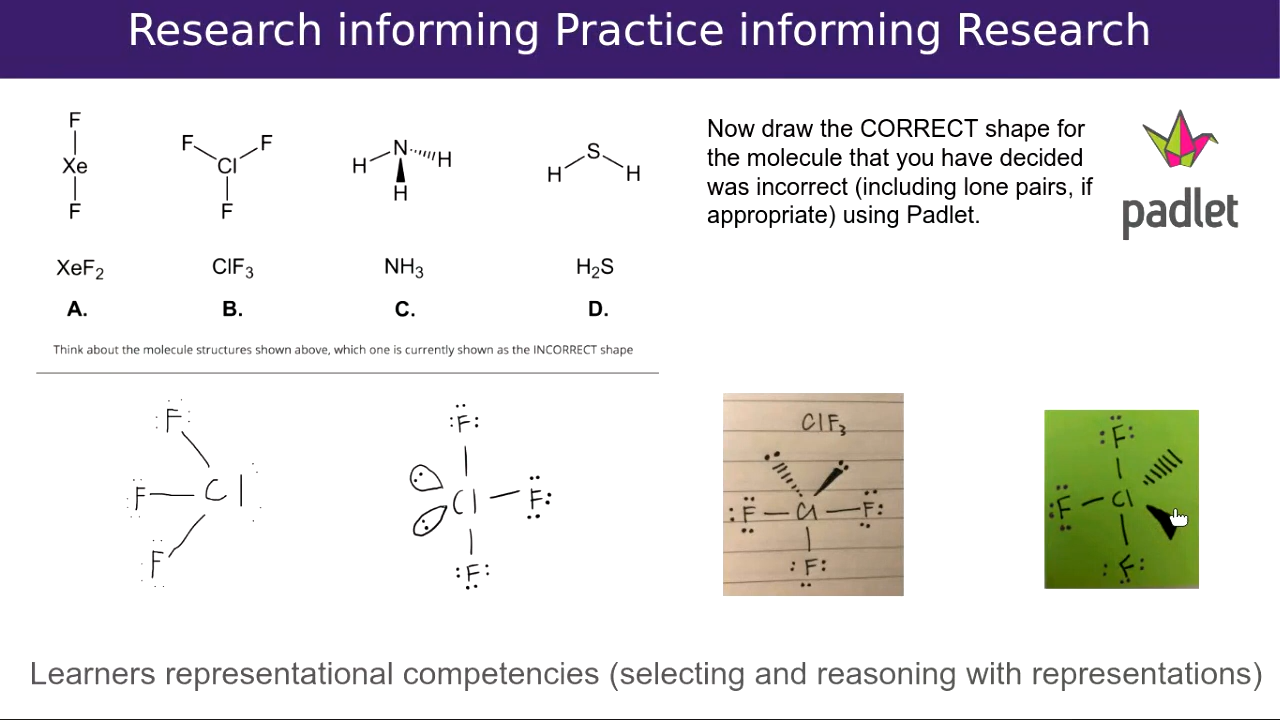 Research informing Practice informing Research
F
Xe
F
F F
Cl
F
N
H H
H
S
H H
XeF2
ClF3
NH3
H2S
A.
B.
C.
D.
Think about the molecule structures shown above, which one is currently shown as the INCORRECT shape
Now draw the CORRECT shape for
the molecule that you have decided
was incorrect (including lone pairs, if
appropriate) using Padlet.
padlet
F
F Cl
F
F
Cl F
F
ClF3
F Cl F
F
F
F Cl
F
Learners representational competencies (selecting and reasoning with representations)